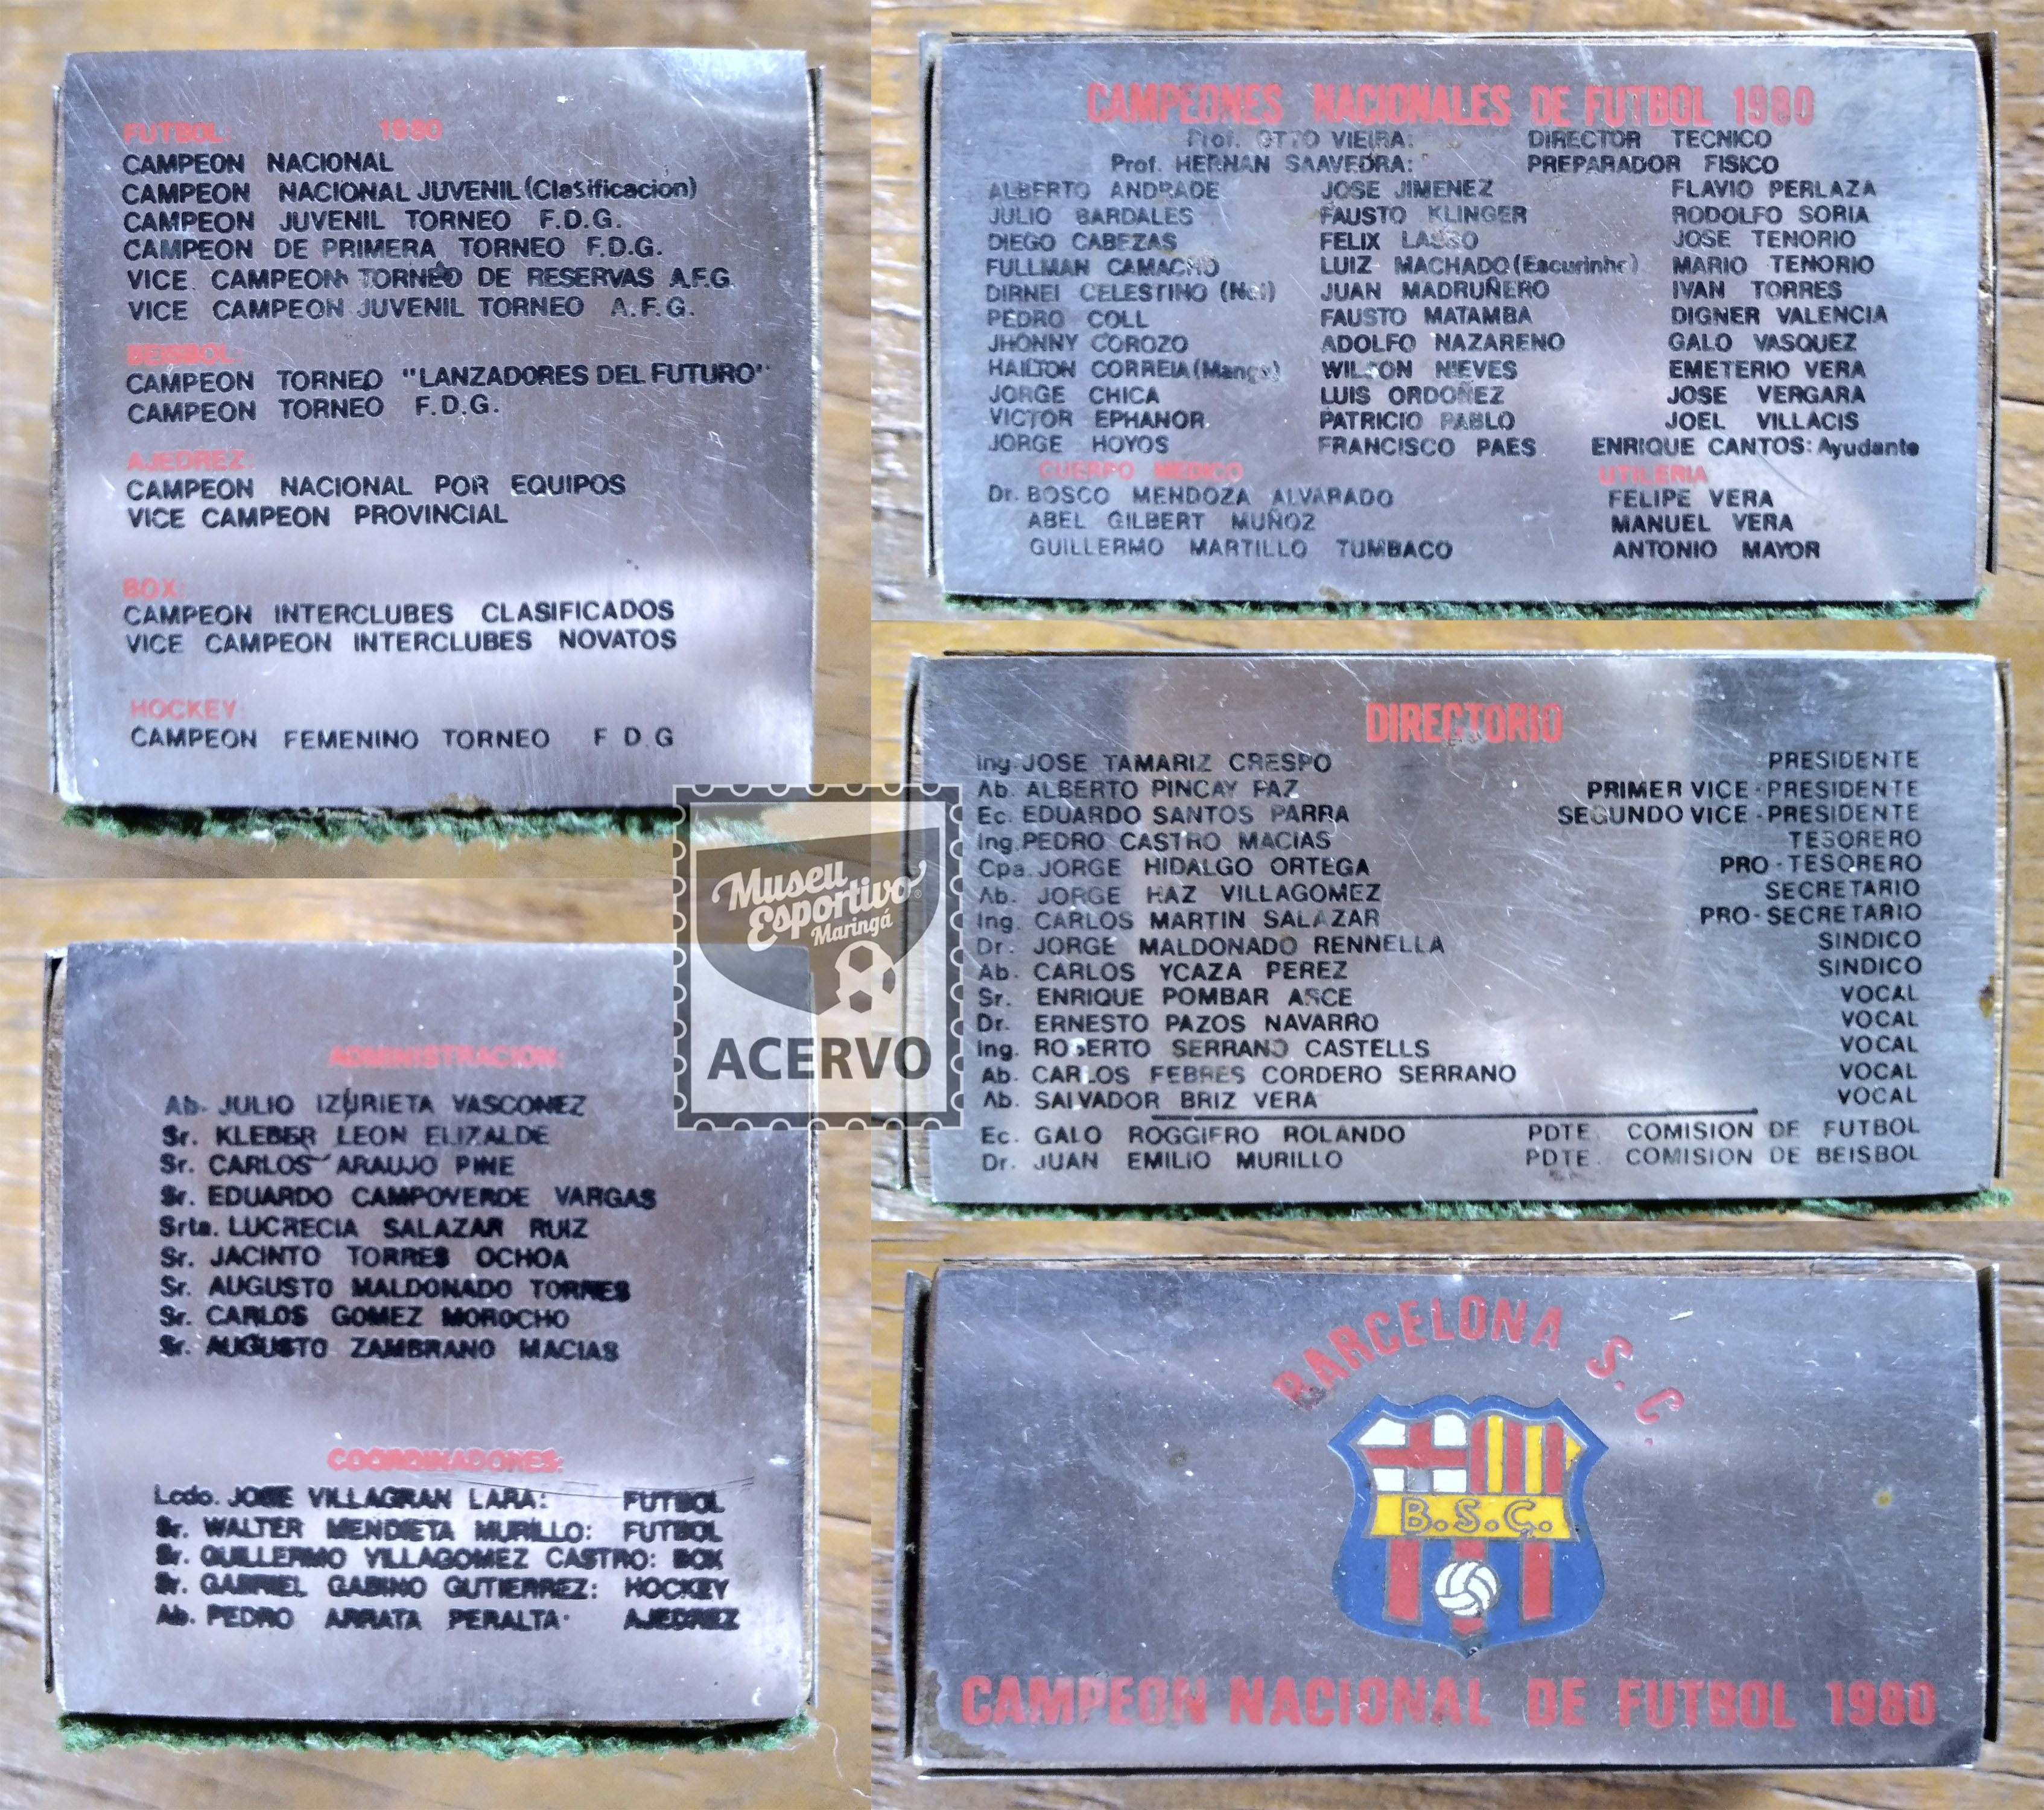 FUTBOL: 1980
CAMPEON NACIONAL
CAMPEON NACIONAL JUVENIL (Clasificacion)
CAMPEON JUVENIL TORNEO F.D.G.
CAMPEON DE PRIMERA TORNEO F.D.G.
VICE CAMPEON TORNEO DE RESERVAS A.F.G.
VICE CAMPEON JUVENIL TORNEO A.F.G.
BEISBOL:
CAMPEON TORNEO "LANZADORES DEL FUTURO"
CAMPEON TORNEO F.D.G.
AJEDREZ:
CAMPEON NACIONAL POR EQUIPOS
VICE CAMPEON PROVINCIAL
BOX:
CAMPEON INTERCLUBES CLASIFICADOS
VICE CAMPEON INTERCLUBES NOVATOS
HOCKEY:
CAMPEON FEMENINO TORNEO F D G
CAMPEONES NACIONALES DE FUTBOL 1980
Prof. OTTO VIEIRA: DIRECTOR TECNICO
Prof. HERNAN SAAVEDRA: PREPARADOR FISICO
ALBERTO ANDRADE JOSE JIMENEZ FLAVIO PERLAZA
JULIO BARDALES FAUSTO KLINGER RODOLFO SORIA
DIEGO CABEZAS FELIX LASSO JOSE TENORIO
FULLMAN CAMACHO LUIZ MACHADO (Escurinho) MARIO TENORIO
DIRNEI CELESTINO (Nei) JUAN MADRUÑERO IVAN TORRES
PEDRO COLL FAUSTO MATAMBA DIGNER VALENCIA
JHONNY COROZO ADOLFO NAZARENO GALO VASQUEZ
HAILTON CORREIA (Manga) WILSON NIEVES EMETERIO VERA
JORGE CHICA LUIS ORDOÑEZ JOSE VERGARA
VICTOR EPHANOR PATRICIO PABLO JOEL VILLACIS
JORGE HOYOS FRANCISCO PAES ENRIQUE CANTOS: Ayudante
CUERPO MEDICO UTILERIA
Dr. BOSCO MENDOZA ALVARADO FELIPE VERA
ABEL GILBERT MUÑOZ MANUEL VERA
GUILLERMO MARTILLO TUMBACO ANTONIO MAYOR
DIRECTORIO
Ing. JOSE TAMARIZ CRESPO PRESIDENTE
Ab. ALBERTO PINCAY PAZ PRIMER VICE-PRESIDENTE
Ec. EDUARDO SANTOS PARRA SEGUNDO VICE-PRESIDENTE
Ing. PEDRO CASTRO MACIAS TESORERO
Cpa. JORGE HIDALGO ORTEGA PRO-TESORERO
Ab. JORGE HAZ VILLAGOMEZ SECRETARIO
Ing. CARLOS MARTIN SALAZAR PRO-SECRETARIO
Dr. JORGE MALDONADO RENNELLA SINDICO
Ab. CARLOS YCAZA PEREZ SINDICO
Sr. ENRIQUE POMBAR ARCE VOCAL
Dr. ERNESTO PAZOS NAVARRO VOCAL
Ing. ROBERTO SERRANO CASTELLS VOCAL
Ab. CARLOS FEBRES CORDERO SERRANO VOCAL
Ab. SALVADOR BRIZ VERA VOCAL
Ec. GALO ROGGIERO ROLANDO PDTE. COMISION DE FUTBOL
Dr. JUAN EMILIO MURILLO PDTE. COMISION DE BEISBOL
Museu
Esportivo
Maringá
ACERVO
ADMINISTRACION:
Ab. JULIO IZURIETA VASCONEZ
Sr. KLEBER LEON ELIZALDE
Sr. CARLOS ARAUJO PINE
Sr. EDUARDO CAMPOVERDE VARGAS
Srta. LUCRECIA SALAZAR RUIZ
Sr. JACINTO TORRES OCHOA
Sr. AUGUSTO MALDONADO TORRES
Sr. CARLOS GOMEZ MOROCHO
Sr. AUGUSTO ZAMBRANO MACIAS
COORDINADORES:
Lcdo. JOSE VILLAGRAN LARA: FUTBOL
Sr. WALTER MENDIETA MURILLO: FUTBOL
Sr. GUILLERMO VILLAGOMEZ CASTRO: BOX
Sr. GABRIEL GABINO GUTIERREZ: HOCKEY
Ab. PEDRO ARRATA PERALTA: AJEDREZ
BARCELONA S.C.
B.S.C.
CAMPEON NACIONAL DE FUTBOL 1980